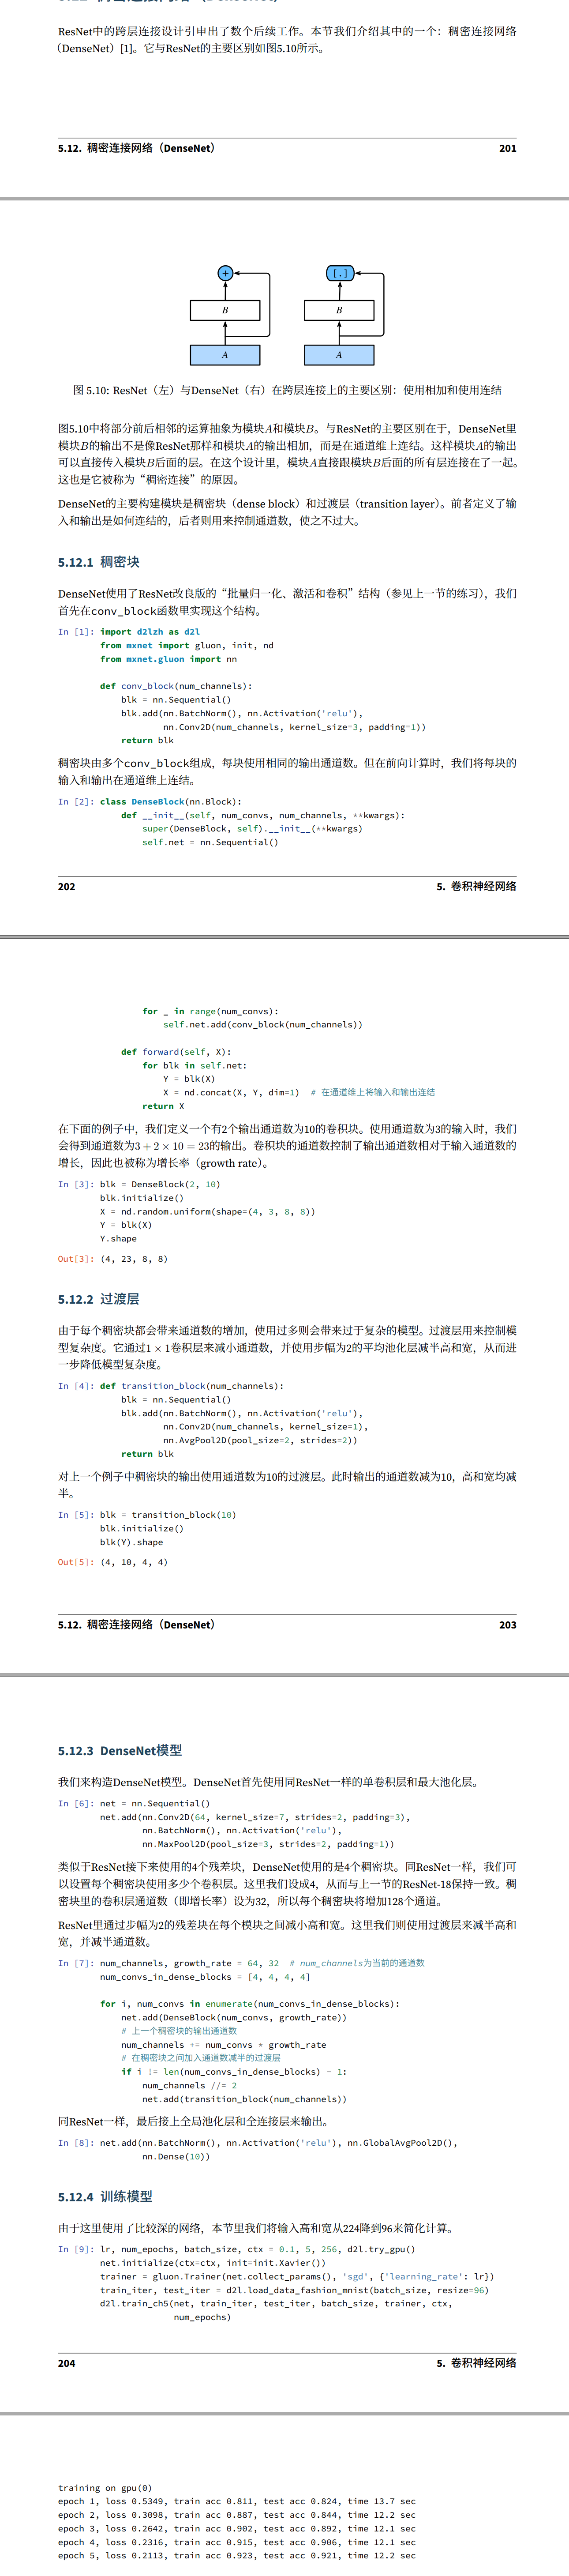 ResNet中的跨层连接设计引申出了数个后续工作。本节我们介绍其中的一个：稠密连接网络
（DenseNet）[1]。它与ResNet的主要区别如图5.10所示。
5.12. 稠密连接网络（DenseNet） 201
+ [ , ]
B B
A A
图 5.10: ResNet（左）与DenseNet（右）在跨层连接上的主要区别：使用相加和使用连结
图5.10中将部分前后相邻的运算抽象为模块A和模块B。与ResNet的主要区别在于，DenseNet里
模块B的输出不是像ResNet那样和模块A的输出相加，而是在通道维上连结。这样模块A的输出
可以直接传入模块B后面的层。在这个设计里，模块A直接跟模块B后面的所有层连接在了一起。
这也是它被称为“稠密连接”的原因。
DenseNet的主要构建模块是稠密块（dense block）和过渡层（transition layer）。前者定义了输
入和输出是如何连结的，后者则用来控制通道数，使之不过大。
5.12.1 稠密块
DenseNet使用了ResNet改良版的“批量归一化、激活和卷积”结构（参见上一节的练习），我们
首先在conv_block函数里实现这个结构。
In [1]: import d2lzh as d2l
from mxnet import gluon, init, nd
from mxnet.gluon import nn
def conv_block(num_channels):
blk = nn.Sequential()
blk.add(nn.BatchNorm(), nn.Activation('relu'),
nn.Conv2D(num_channels, kernel_size=3, padding=1))
return blk
稠密块由多个conv_block组成，每块使用相同的输出通道数。但在前向计算时，我们将每块的
输入和输出在通道维上连结。
In [2]: class DenseBlock(nn.Block):
def __init__(self, num_convs, num_channels, **kwargs):
super(DenseBlock, self).__init__(**kwargs)
self.net = nn.Sequential()
202 5. 卷积神经网络
for _ in range(num_convs):
self.net.add(conv_block(num_channels))
def forward(self, X):
for blk in self.net:
Y = blk(X)
X = nd.concat(X, Y, dim=1) # 在通道维上将输入和输出连结
return X
在下面的例子中，我们定义一个有2个输出通道数为10的卷积块。使用通道数为3的输入时，我们
会得到通道数为3 + 2 × 10 = 23的输出。卷积块的通道数控制了输出通道数相对于输入通道数的
增长，因此也被称为增长率（growth rate）。
In [3]: blk = DenseBlock(2, 10)
blk.initialize()
X = nd.random.uniform(shape=(4, 3, 8, 8))
Y = blk(X)
Y.shape
Out[3]: (4, 23, 8, 8)
5.12.2 过渡层
由于每个稠密块都会带来通道数的增加，使用过多则会带来过于复杂的模型。过渡层用来控制模
型复杂度。它通过1 × 1卷积层来减小通道数，并使用步幅为2的平均池化层减半高和宽，从而进
一步降低模型复杂度。
In [4]: def transition_block(num_channels):
blk = nn.Sequential()
blk.add(nn.BatchNorm(), nn.Activation('relu'),
nn.Conv2D(num_channels, kernel_size=1),
nn.AvgPool2D(pool_size=2, strides=2))
return blk
对上一个例子中稠密块的输出使用通道数为10的过渡层。此时输出的通道数减为10，高和宽均减
半。
In [5]: blk = transition_block(10)
blk.initialize()
blk(Y).shape
Out[5]: (4, 10, 4, 4)
5.12. 稠密连接网络（DenseNet） 203
5.12.3 DenseNet模型
我们来构造DenseNet模型。DenseNet首先使用同ResNet一样的单卷积层和最大池化层。
In [6]: net = nn.Sequential()
net.add(nn.Conv2D(64, kernel_size=7, strides=2, padding=3),
nn.BatchNorm(), nn.Activation('relu'),
nn.MaxPool2D(pool_size=3, strides=2, padding=1))
类似于ResNet接下来使用的4个残差块，DenseNet使用的是4个稠密块。同ResNet一样，我们可
以设置每个稠密块使用多少个卷积层。这里我们设成4，从而与上一节的ResNet-18保持一致。稠
密块里的卷积层通道数（即增长率）设为32，所以每个稠密块将增加128个通道。
ResNet里通过步幅为2的残差块在每个模块之间减小高和宽。这里我们则使用过渡层来减半高和
宽，并减半通道数。
In [7]: num_channels, growth_rate = 64, 32 # num_channels为当前的通道数
num_convs_in_dense_blocks = [4, 4, 4, 4]
for i, num_convs in enumerate(num_convs_in_dense_blocks):
net.add(DenseBlock(num_convs, growth_rate))
# 上一个稠密块的输出通道数
num_channels += num_convs * growth_rate
# 在稠密块之间加入通道数减半的过渡层
if i != len(num_convs_in_dense_blocks) - 1:
num_channels //= 2
net.add(transition_block(num_channels))
同ResNet一样，最后接上全局池化层和全连接层来输出。
In [8]: net.add(nn.BatchNorm(), nn.Activation('relu'), nn.GlobalAvgPool2D(),
nn.Dense(10))
5.12.4 训练模型
由于这里使用了比较深的网络，本节里我们将输入高和宽从224降到96来简化计算。
In [9]: lr, num_epochs, batch_size, ctx = 0.1, 5, 256, d2l.try_gpu()
net.initialize(ctx=ctx, init=init.Xavier())
trainer = gluon.Trainer(net.collect_params(), 'sgd', {'learning_rate': lr})
train_iter, test_iter = d2l.load_data_fashion_mnist(batch_size, resize=96)
d2l.train_ch5(net, train_iter, test_iter, batch_size, trainer, ctx,
num_epochs)
204 5. 卷积神经网络
training on gpu(0)
epoch 1, loss 0.5349, train acc 0.811, test acc 0.824, time 13.7 sec
epoch 2, loss 0.3098, train acc 0.887, test acc 0.844, time 12.2 sec
epoch 3, loss 0.2642, train acc 0.902, test acc 0.892, time 12.1 sec
epoch 4, loss 0.2316, train acc 0.915, test acc 0.906, time 12.1 sec
epoch 5, loss 0.2113, train acc 0.923, test acc 0.921, time 12.2 sec